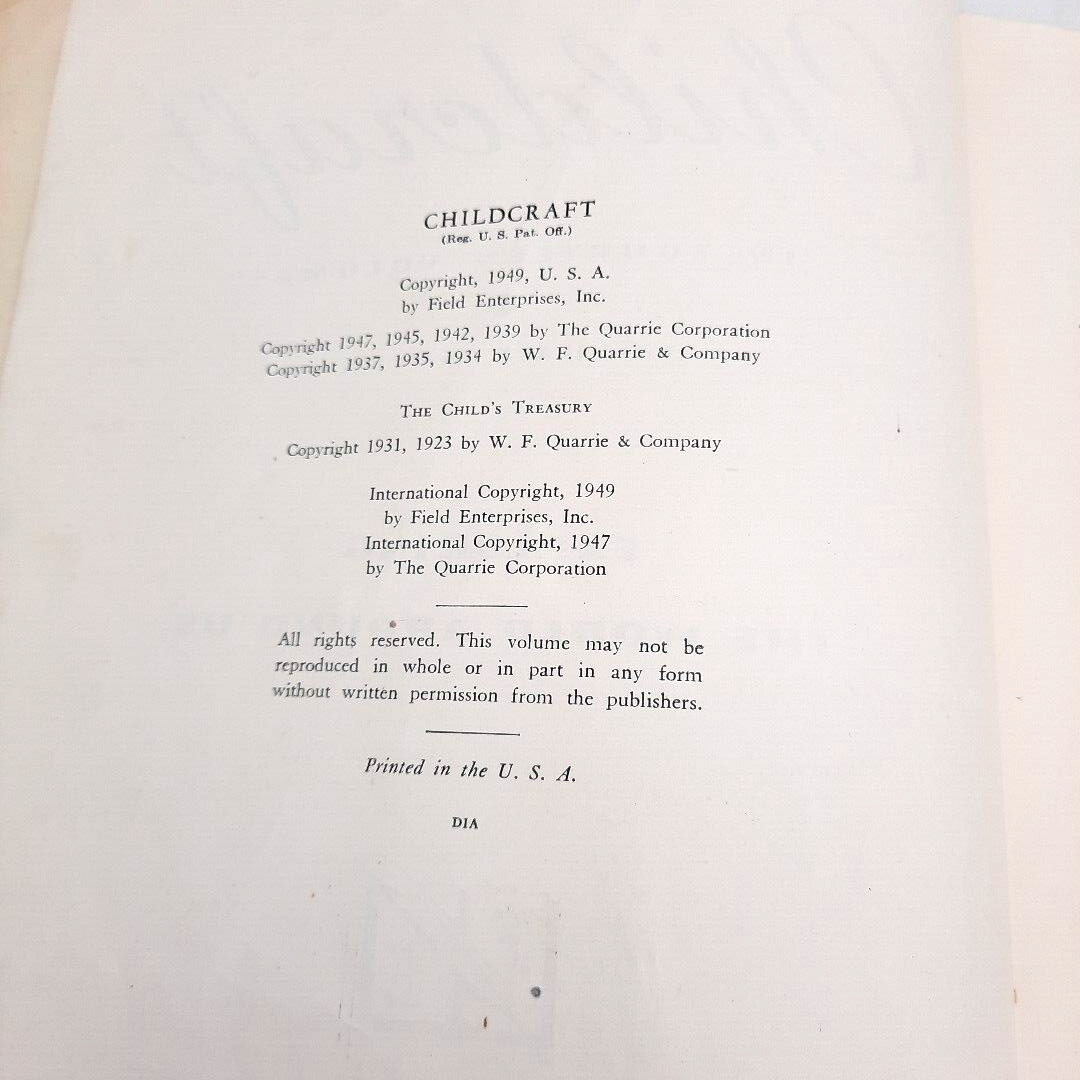 CHILDCRAFT
(Reg. U. S. Pat. Off.)
Copyright, 1949, U. S. A.
by Field Enterprises, Inc.
Copyright 1947, 1945, 1942, 1939 by The Quarrie Corporation
Copyright 1937, 1935, 1934 by W. F. Quarrie & Company
The Child's Treasury
Copyright 1931, 1923 by W. F. Quarrie & Company
International Copyright, 1949
by Field Enterprises, Inc.
International Copyright, 1947
by The Quarrie Corporation
All rights reserved. This volume may not be
reproduced in whole or in part in any form
without written permission from the publishers.
Printed in the U. S. A.
DIA